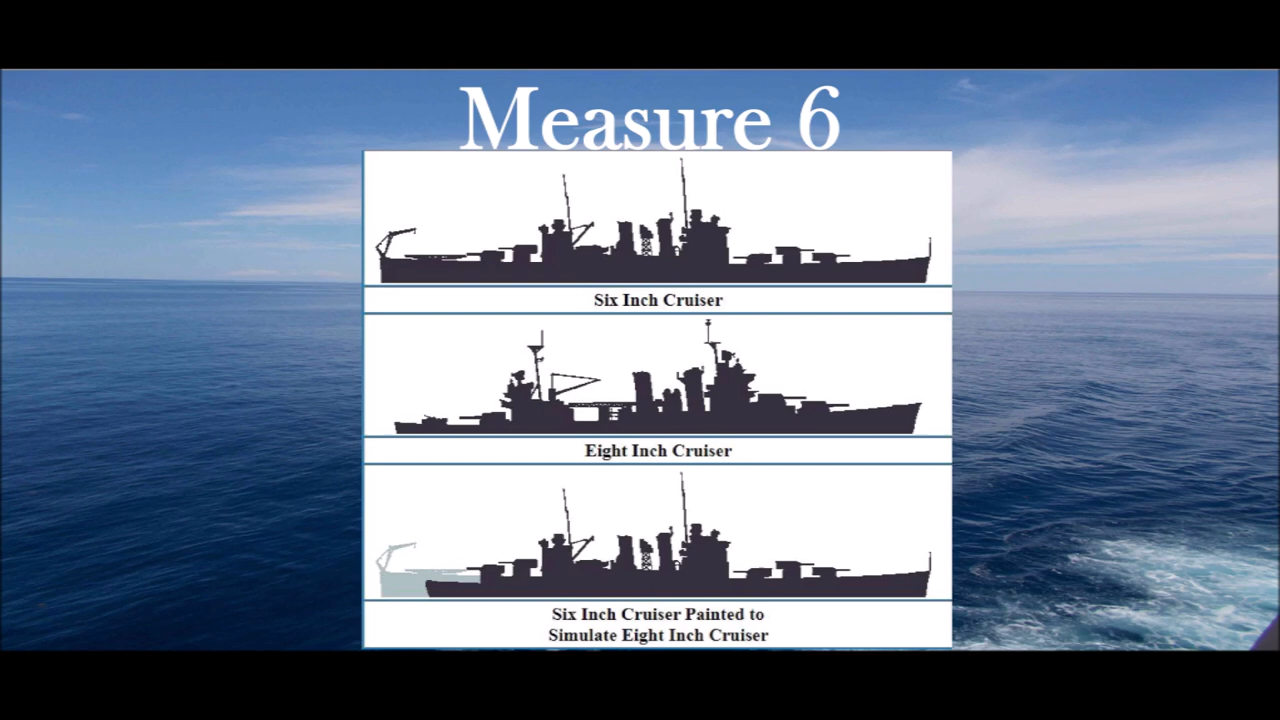 Measure 6
Six Inch Cruiser
Eight Inch Cruiser
Six Inch Cruiser Painted to
Simulate Eight Inch Cruiser